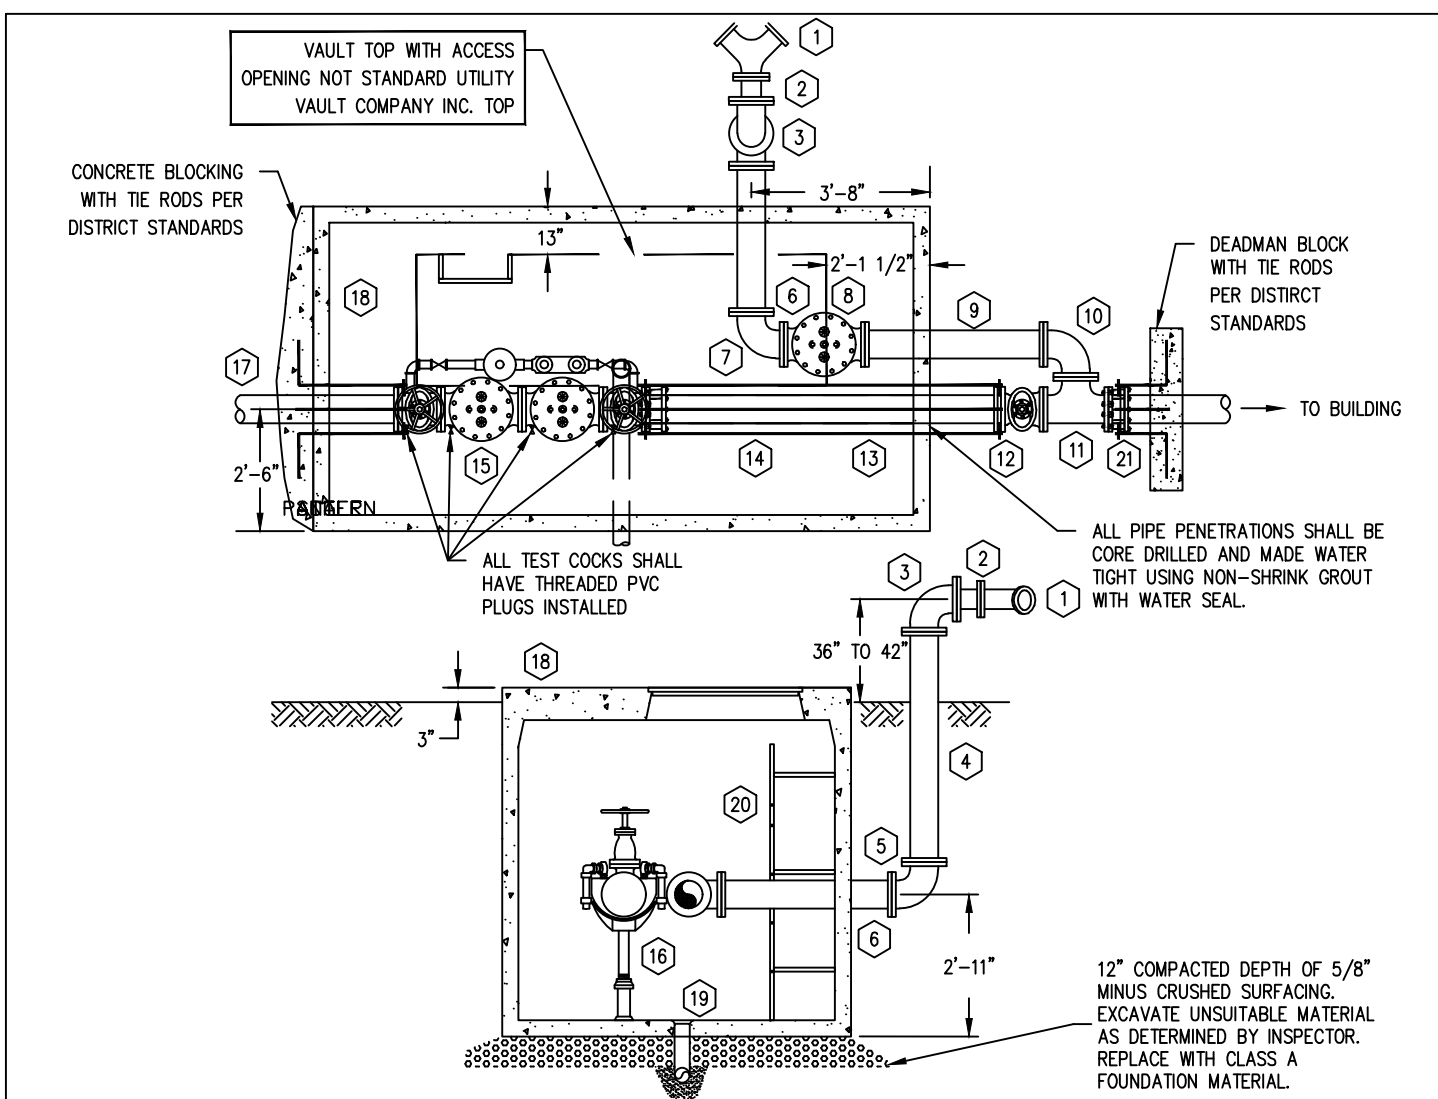 VAULT TOP WITH ACCESS
OPENING NOT STANDARD UTILITY
VAULT COMPANY INC. TOP
1
2
3
CONCRETE BLOCKING
WITH TIE RODS PER
DISTRICT STANDARDS
3'-8"
13"
2'-1 1/2"
DEADMAN BLOCK
WITH TIE RODS
PER DISTIRCT
STANDARDS
18
6
8
9
10
7
17
TO BUILDING
2'-6"
15
14
13
12
11
21
ALL TEST COCKS SHALL
HAVE THREADED PVC
PLUGS INSTALLED
ALL PIPE PENETRATIONS SHALL BE
CORE DRILLED AND MADE WATER
TIGHT USING NON-SHRINK GROUT
WITH WATER SEAL.
3
2
1
36" TO 42"
18
3"
4
20
5
16
6
2'-11"
19
12" COMPACTED DEPTH OF 5/8"
MINUS CRUSHED SURFACING.
EXCAVATE UNSUITABLE MATERIAL
AS DETERMINED BY INSPECTOR.
REPLACE WITH CLASS A
FOUNDATION MATERIAL.